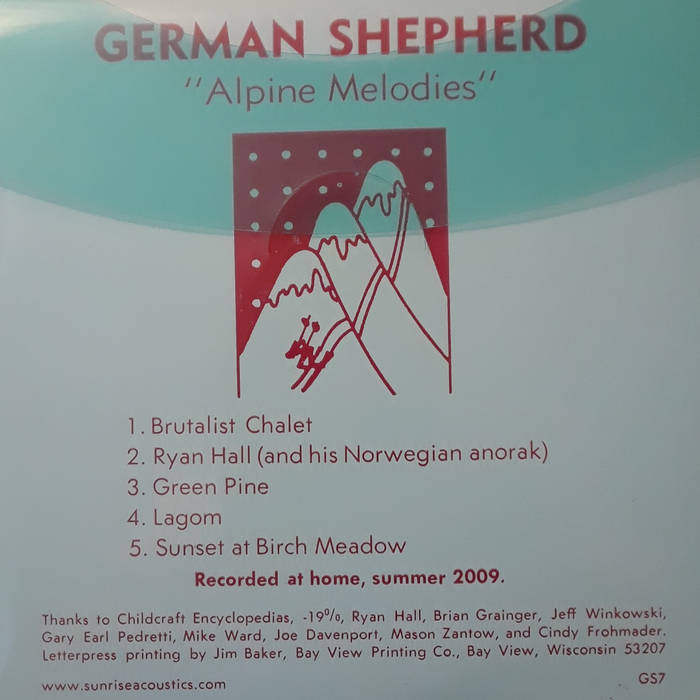 GERMAN SHEPHERD
"Alpine Melodies"
1. Brutalist Chalet
2. Ryan Hall (and his Norwegian anorak)
3. Green Pine
4. Lagom
5. Sunset at Birch Meadow
Recorded at home, summer 2009.
Thanks to Childcraft Encyclopedias, -19%, Ryan Hall, Brian Grainger, Jeff Winkowski,
Gary Earl Pedretti, Mike Ward, Joe Davenport, Mason Zantow, and Cindy Frohmader.
Letterpress printing by Jim Baker, Bay View Printing Co., Bay View, Wisconsin 53207
www.sunriseacoustics.com
GS7